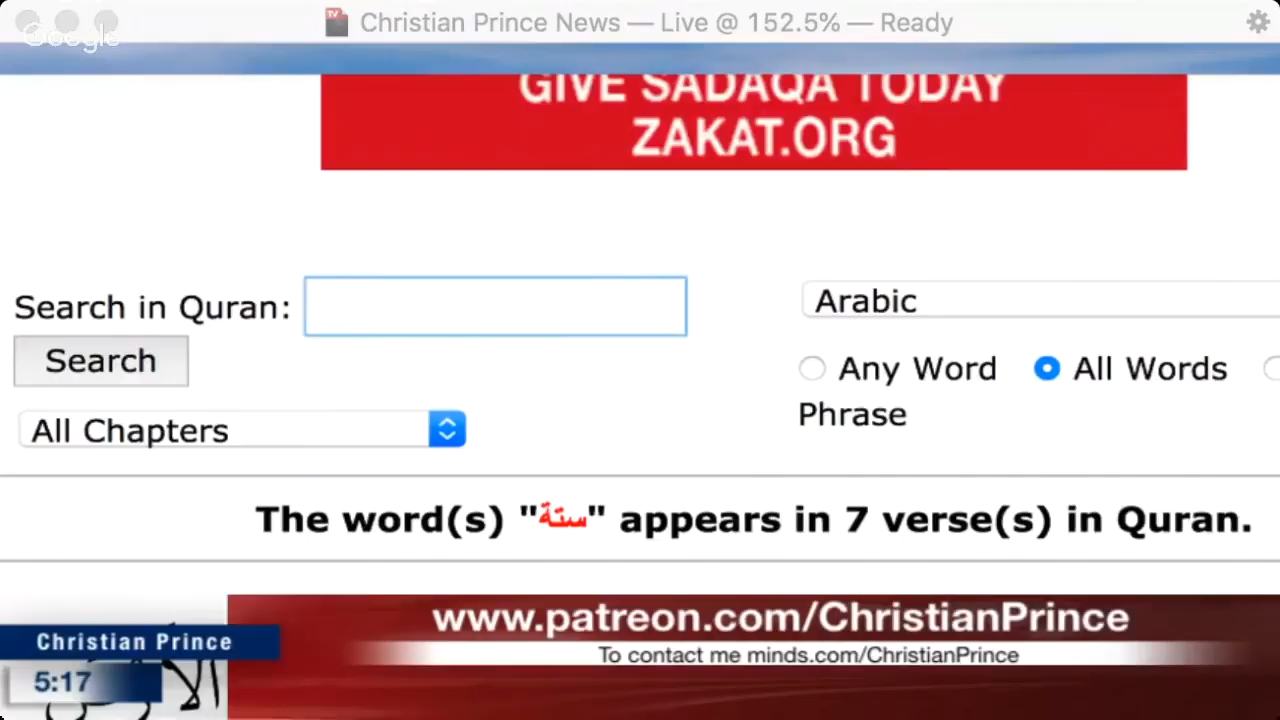 Google
Christian Prince News — Live @ 152.5% — Ready
GIVE SADAQA TODAY
ZAKAT.ORG
Search in Quran:
Arabic
Search
Any Word All Words
Phrase
All Chapters
The word(s) "ستة" appears in 7 verse(s) in Quran.
www.patreon.com/ChristianPrince
To contact me minds.com/ChristianPrince
Christian Prince
5:17